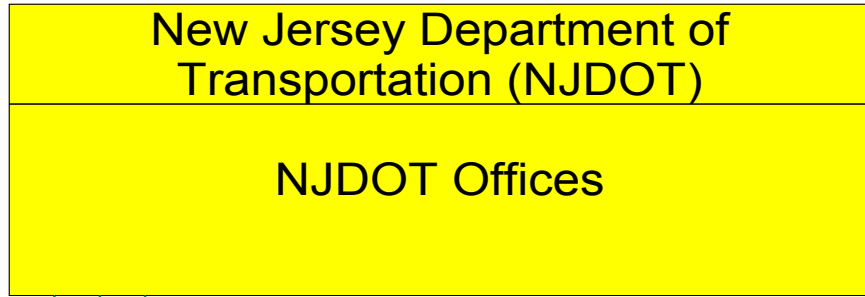 New Jersey Department of
Transportation (NJDOT)
NJDOT Offices